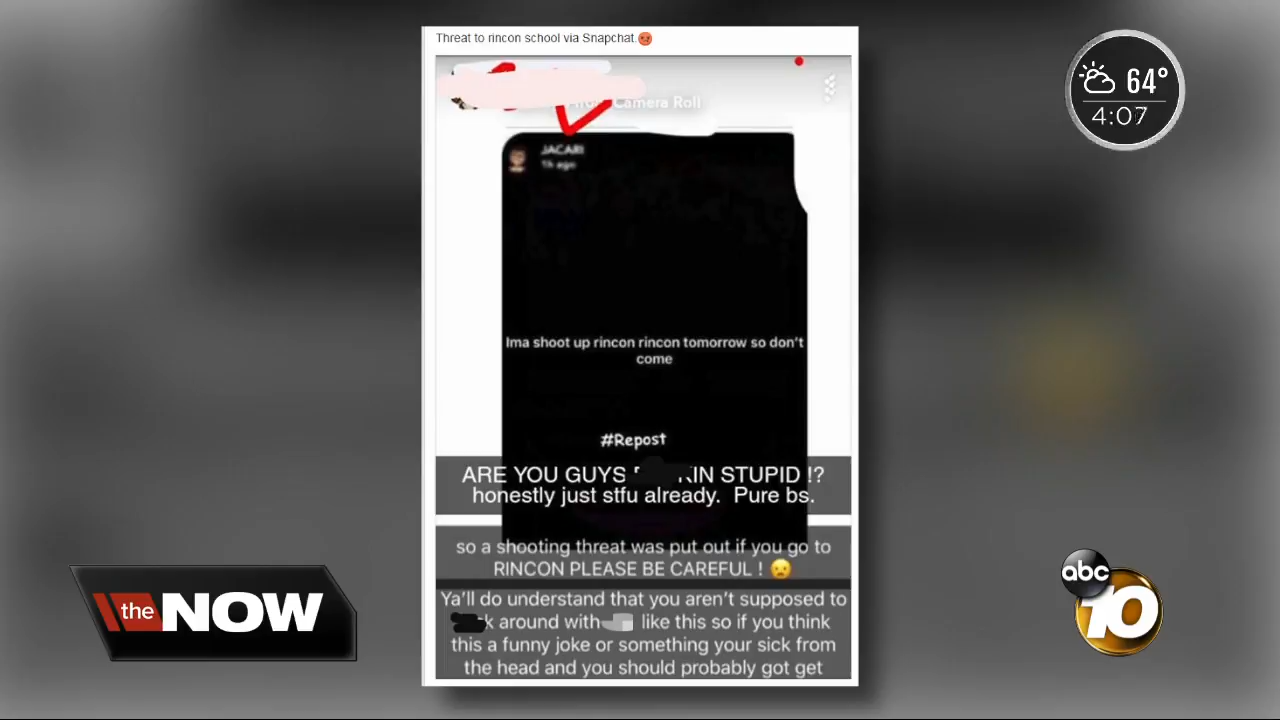 Threat to rincon school via Snapchat.😡
64°
4:07
from Camera Roll
JACARI
1h ago
Ima shoot up rincon rincon tomorrow so don't
come
#Repost
ARE YOU GUYS F KIN STUPID !?
honestly just stfu already. Pure bs.
so a shooting threat was put out if you go to
RINCON PLEASE BE CAREFUL ! 😟
Ya'll do understand that you aren't supposed to
k around with like this so if you think
this a funny joke or something your sick from
the head and you should probably got get
the NOW
abc
10